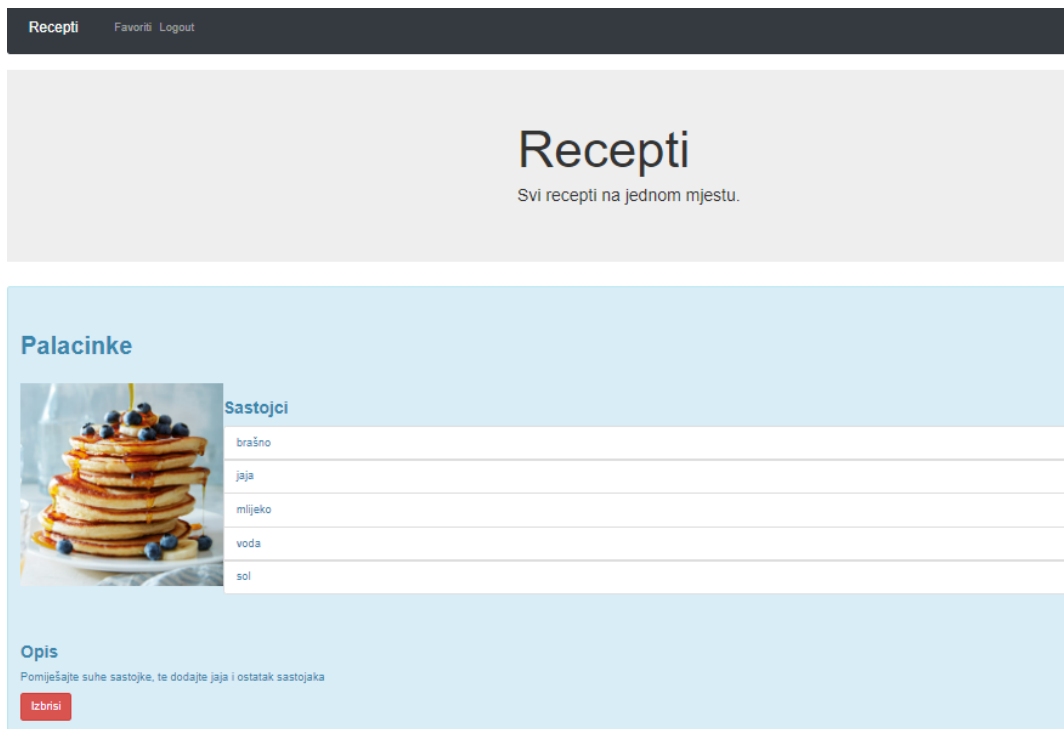 Recepti Favoriti Logout
Recepti
Svi recepti na jednom mjestu.
Palacinke
Sastojci
brašno
jaja
mlijeko
voda
sol
Opis
Pomiješajte suhe sastojke, te dodajte jaja i ostatak sastojaka
Izbrisi